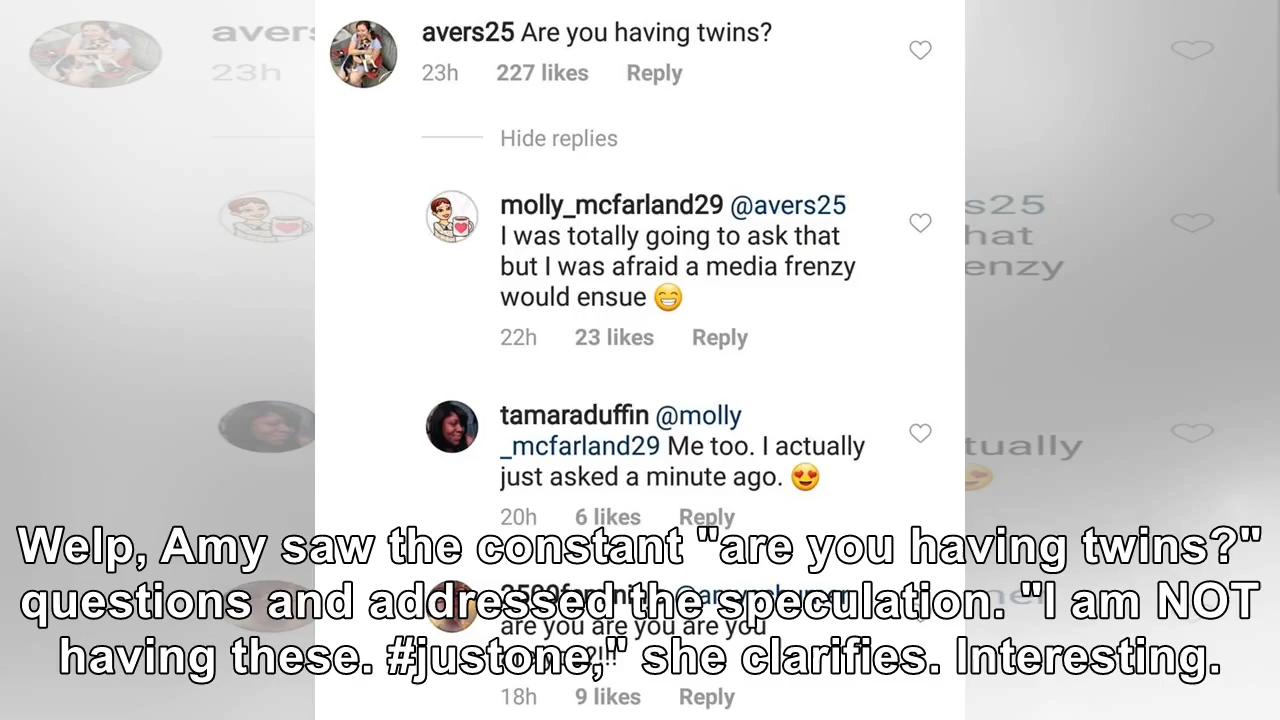 avers25 Are you having twins?
23h 227 likes Reply
Hide replies
molly_mcfarland29 @avers25
I was totally going to ask that
but I was afraid a media frenzy
would ensue 😁
22h 23 likes Reply
tamaraduffin @molly
_mcfarland29 Me too. I actually
just asked a minute ago. 😍
20h 6 likes Reply
are you are you are you
18h 9 likes Reply
Welp, Amy saw the constant "are you having twins?"
questions and addressed the speculation. "I am NOT
having these. #justone," she clarifies. Interesting.